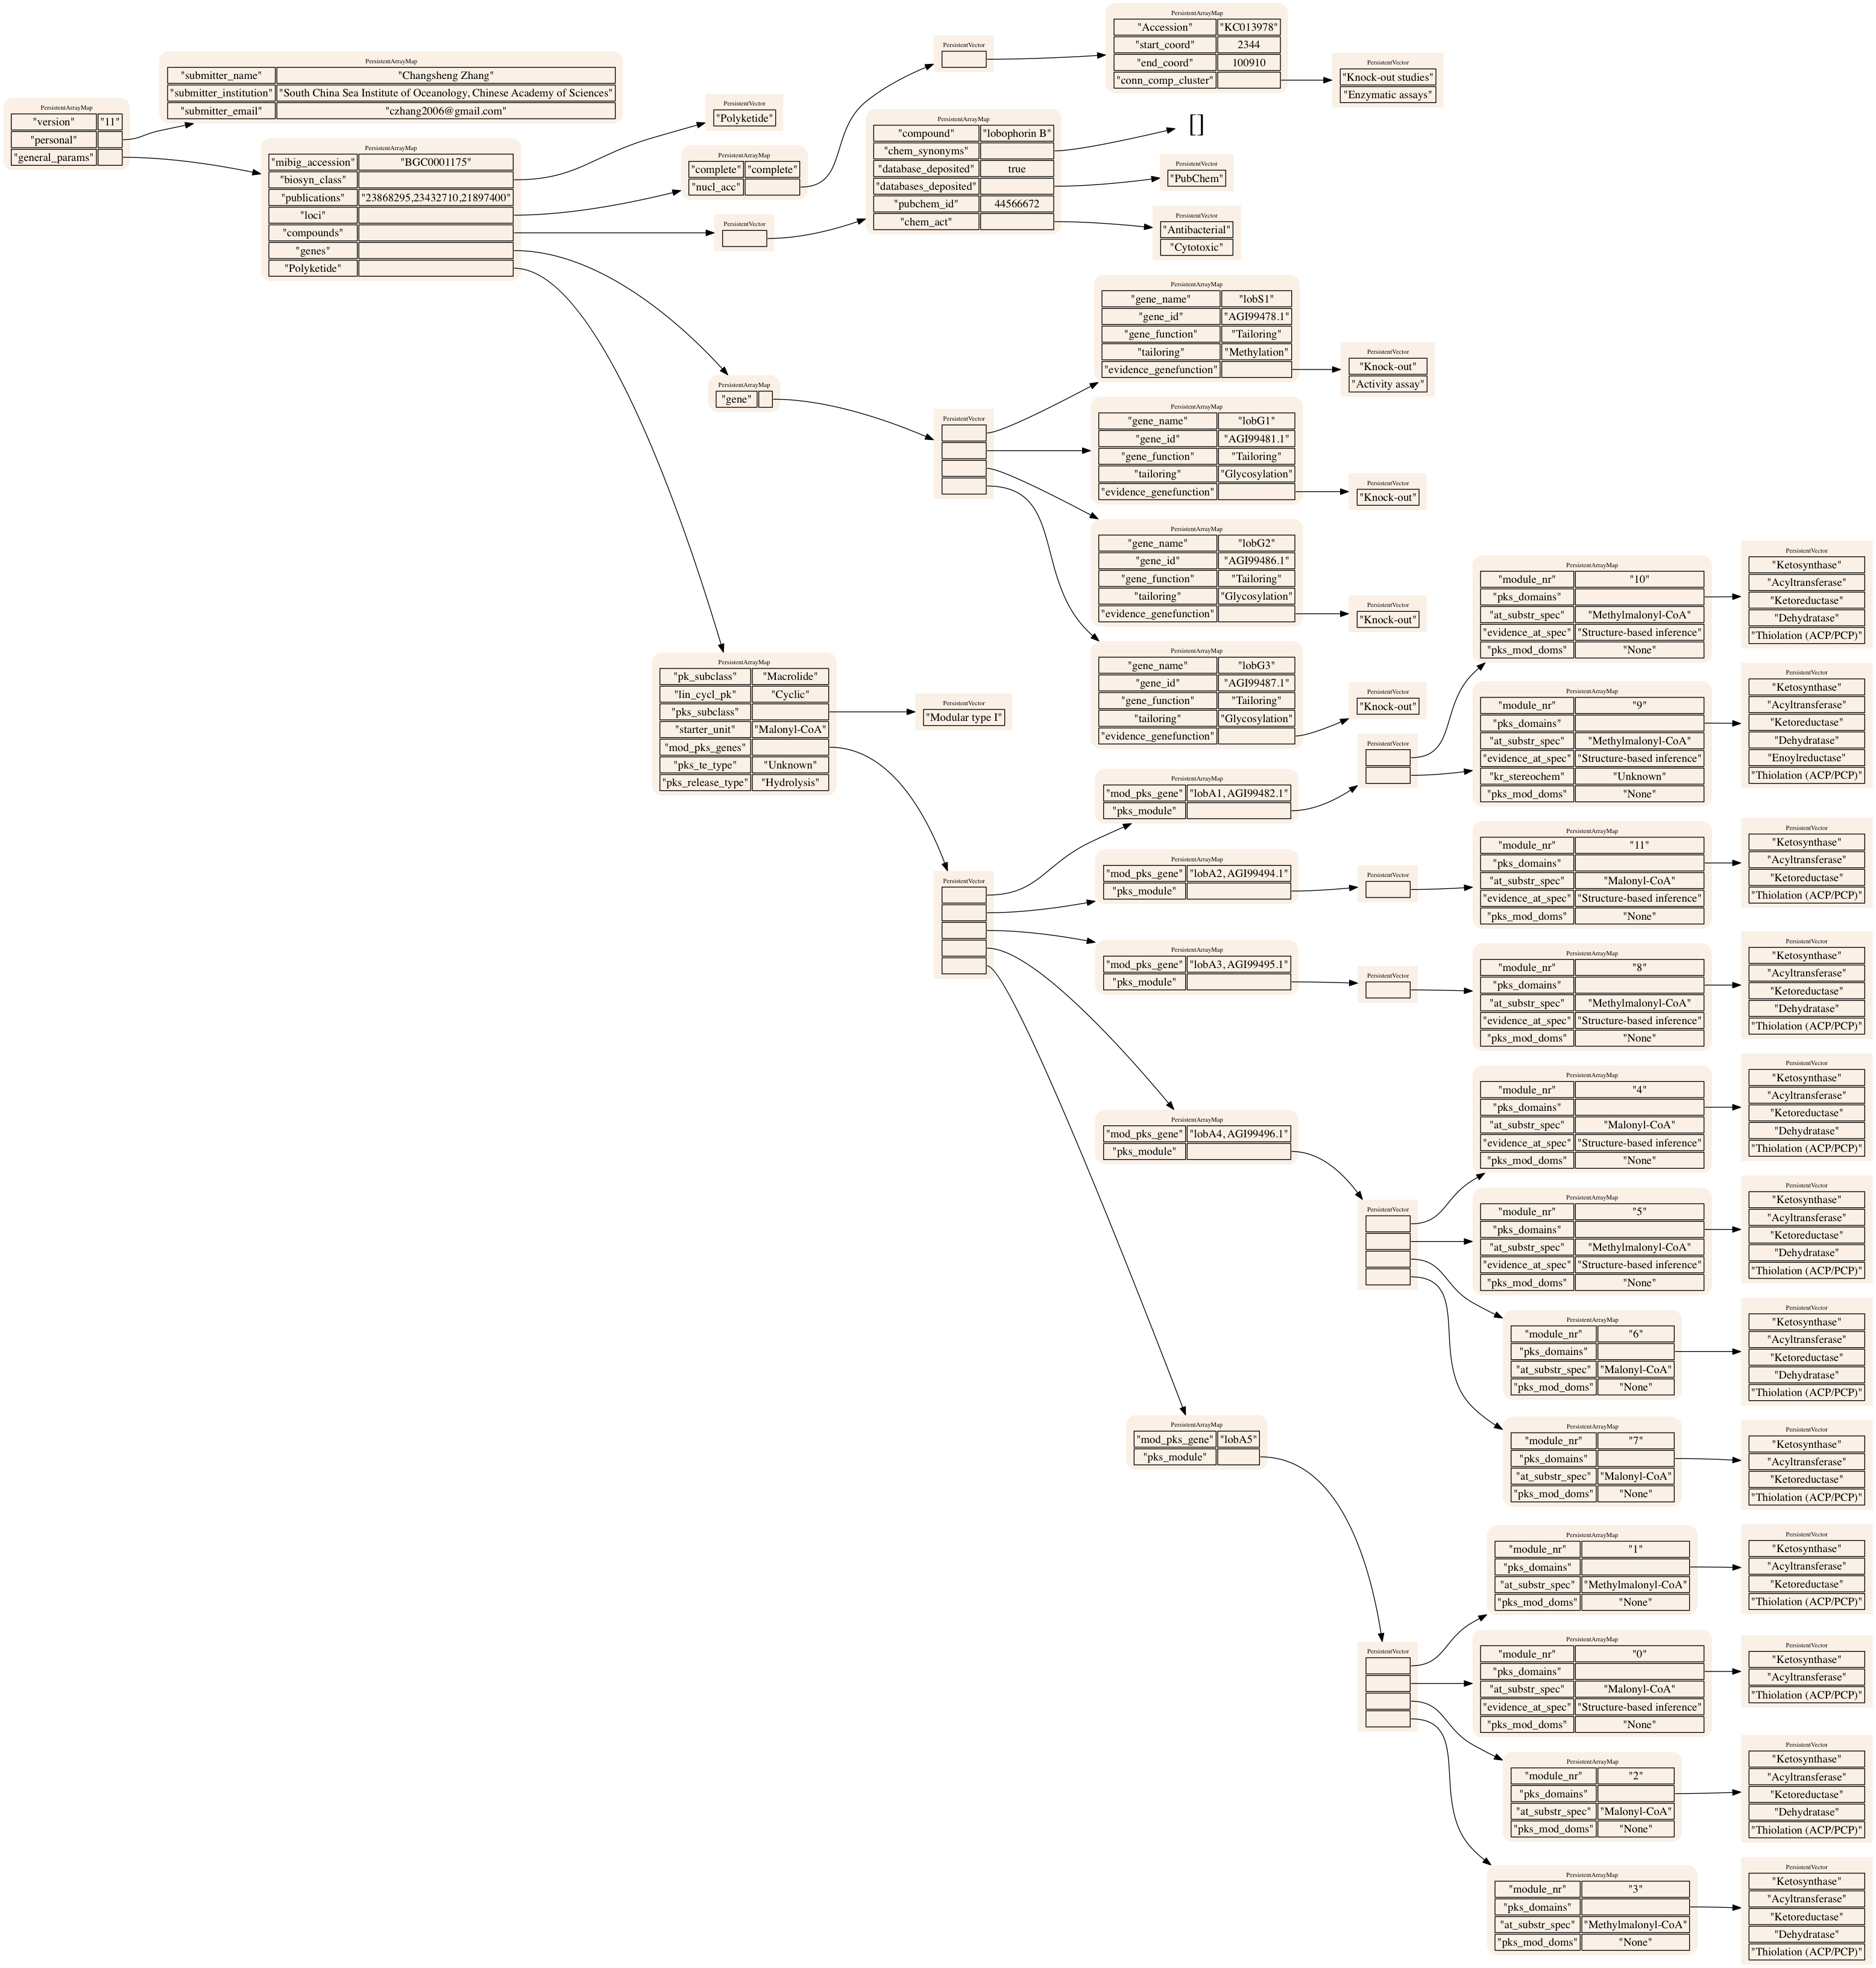 PersistentArrayMap
"version" "11"
"personal"
"general_params"
PersistentArrayMap
"submitter_name" "Changsheng Zhang"
"submitter_institution" "South China Sea Institute of Oceanology, Chinese Academy of Sciences"
"submitter_email" "czhang2006@gmail.com"
PersistentArrayMap
"mibig_accession" "BGC0001175"
"biosyn_class"
"publications" "23868295,23432710,21897400"
"loci"
"compounds"
"genes"
"Polyketide"
PersistentVector
"Polyketide"
PersistentArrayMap
"complete" "complete"
"nucl_acc"
PersistentVector
PersistentArrayMap
"Accession" "KC013978"
"start_coord" 2344
"end_coord" 100910
"conn_comp_cluster"
PersistentVector
"Knock-out studies"
"Enzymatic assays"
PersistentVector
PersistentArrayMap
"compound" "lobophorin B"
"chem_synonyms"
"database_deposited" true
"databases_deposited"
"pubchem_id" 44566672
"chem_act"
[]
PersistentVector
"PubChem"
PersistentVector
"Antibacterial"
"Cytotoxic"
PersistentArrayMap
"gene"
PersistentVector
PersistentArrayMap
"gene_name" "lobS1"
"gene_id" "AGI99478.1"
"gene_function" "Tailoring"
"tailoring" "Methylation"
"evidence_genefunction"
PersistentVector
"Knock-out"
"Activity assay"
PersistentArrayMap
"gene_name" "lobG1"
"gene_id" "AGI99481.1"
"gene_function" "Tailoring"
"tailoring" "Glycosylation"
"evidence_genefunction"
PersistentVector
"Knock-out"
PersistentArrayMap
"gene_name" "lobG2"
"gene_id" "AGI99486.1"
"gene_function" "Tailoring"
"tailoring" "Glycosylation"
"evidence_genefunction"
PersistentVector
"Knock-out"
PersistentArrayMap
"gene_name" "lobG3"
"gene_id" "AGI99487.1"
"gene_function" "Tailoring"
"tailoring" "Glycosylation"
"evidence_genefunction"
PersistentVector
"Knock-out"
PersistentArrayMap
"pk_subclass" "Macrolide"
"lin_cycl_pk" "Cyclic"
"pks_subclass"
"starter_unit" "Malonyl-CoA"
"mod_pks_genes"
"pks_te_type" "Unknown"
"pks_release_type" "Hydrolysis"
PersistentVector
"Modular type I"
PersistentVector
PersistentArrayMap
"mod_pks_gene" "lobA1, AGI99482.1"
"pks_module"
PersistentVector
PersistentArrayMap
"module_nr" "10"
"pks_domains"
"at_substr_spec" "Methylmalonyl-CoA"
"evidence_at_spec" "Structure-based inference"
"pks_mod_doms" "None"
PersistentVector
"Ketosynthase"
"Acyltransferase"
"Ketoreductase"
"Dehydratase"
"Thiolation (ACP/PCP)"
PersistentArrayMap
"module_nr" "9"
"pks_domains"
"at_substr_spec" "Methylmalonyl-CoA"
"evidence_at_spec" "Structure-based inference"
"kr_stereochem" "Unknown"
"pks_mod_doms" "None"
PersistentVector
"Ketosynthase"
"Acyltransferase"
"Ketoreductase"
"Dehydratase"
"Enoylreductase"
"Thiolation (ACP/PCP)"
PersistentArrayMap
"mod_pks_gene" "lobA2, AGI99494.1"
"pks_module"
PersistentVector
PersistentArrayMap
"module_nr" "11"
"pks_domains"
"at_substr_spec" "Malonyl-CoA"
"evidence_at_spec" "Structure-based inference"
"pks_mod_doms" "None"
PersistentVector
"Ketosynthase"
"Acyltransferase"
"Ketoreductase"
"Thiolation (ACP/PCP)"
PersistentArrayMap
"mod_pks_gene" "lobA3, AGI99495.1"
"pks_module"
PersistentVector
PersistentArrayMap
"module_nr" "8"
"pks_domains"
"at_substr_spec" "Methylmalonyl-CoA"
"evidence_at_spec" "Structure-based inference"
"pks_mod_doms" "None"
PersistentVector
"Ketosynthase"
"Acyltransferase"
"Ketoreductase"
"Dehydratase"
"Thiolation (ACP/PCP)"
PersistentArrayMap
"mod_pks_gene" "lobA4, AGI99496.1"
"pks_module"
PersistentVector
PersistentArrayMap
"module_nr" "4"
"pks_domains"
"at_substr_spec" "Malonyl-CoA"
"evidence_at_spec" "Structure-based inference"
"pks_mod_doms" "None"
PersistentVector
"Ketosynthase"
"Acyltransferase"
"Ketoreductase"
"Dehydratase"
"Thiolation (ACP/PCP)"
PersistentArrayMap
"module_nr" "5"
"pks_domains"
"at_substr_spec" "Methylmalonyl-CoA"
"evidence_at_spec" "Structure-based inference"
"pks_mod_doms" "None"
PersistentVector
"Ketosynthase"
"Acyltransferase"
"Ketoreductase"
"Dehydratase"
"Thiolation (ACP/PCP)"
PersistentArrayMap
"module_nr" "6"
"pks_domains"
"at_substr_spec" "Malonyl-CoA"
"pks_mod_doms" "None"
PersistentVector
"Ketosynthase"
"Acyltransferase"
"Ketoreductase"
"Dehydratase"
"Thiolation (ACP/PCP)"
PersistentArrayMap
"module_nr" "7"
"pks_domains"
"at_substr_spec" "Malonyl-CoA"
"pks_mod_doms" "None"
PersistentVector
"Ketosynthase"
"Acyltransferase"
"Ketoreductase"
"Thiolation (ACP/PCP)"
PersistentArrayMap
"mod_pks_gene" "lobA5"
"pks_module"
PersistentVector
PersistentArrayMap
"module_nr" "1"
"pks_domains"
"at_substr_spec" "Methylmalonyl-CoA"
"pks_mod_doms" "None"
PersistentVector
"Ketosynthase"
"Acyltransferase"
"Ketoreductase"
"Thiolation (ACP/PCP)"
PersistentArrayMap
"module_nr" "0"
"pks_domains"
"at_substr_spec" "Malonyl-CoA"
"evidence_at_spec" "Structure-based inference"
"pks_mod_doms" "None"
PersistentVector
"Ketosynthase"
"Acyltransferase"
"Thiolation (ACP/PCP)"
PersistentArrayMap
"module_nr" "2"
"pks_domains"
"at_substr_spec" "Malonyl-CoA"
"pks_mod_doms" "None"
PersistentVector
"Ketosynthase"
"Acyltransferase"
"Ketoreductase"
"Dehydratase"
"Thiolation (ACP/PCP)"
PersistentArrayMap
"module_nr" "3"
"pks_domains"
"at_substr_spec" "Methylmalonyl-CoA"
"pks_mod_doms" "None"
PersistentVector
"Ketosynthase"
"Acyltransferase"
"Ketoreductase"
"Dehydratase"
"Thiolation (ACP/PCP)"